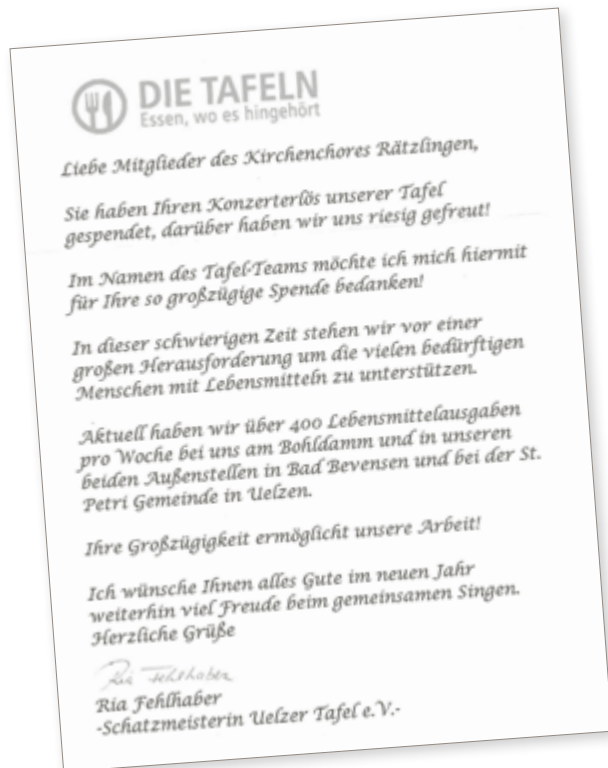 DIE TAFELN
Essen, wo es hingehört
Liebe Mitglieder des Kirchenchores Rätzlingen,
Sie haben Ihren Konzerterlös unserer Tafel
gespendet, darüber haben wir uns riesig gefreut!
Im Namen des Tafel-Teams möchte ich mich hiermit
für Ihre so großzügige Spende bedanken!
In dieser schwierigen Zeit stehen wir vor einer
großen Herausforderung um die vielen bedürftigen
Menschen mit Lebensmitteln zu unterstützen.
Aktuell haben wir über 400 Lebensmittelausgaben
pro Woche bei uns am Bohldamm und in unseren
beiden Außenstellen in Bad Bevensen und bei der St.
Petri Gemeinde in Uelzen.
Ihre Großzügigkeit ermöglicht unsere Arbeit!
Ich wünsche Ihnen alles Gute im neuen Jahr
weiterhin viel Freude beim gemeinsamen Singen.
Herzliche Grüße
Ria Fehlhaber
Ria Fehlhaber
-Schatzmeisterin Uelzer Tafel e.V.-